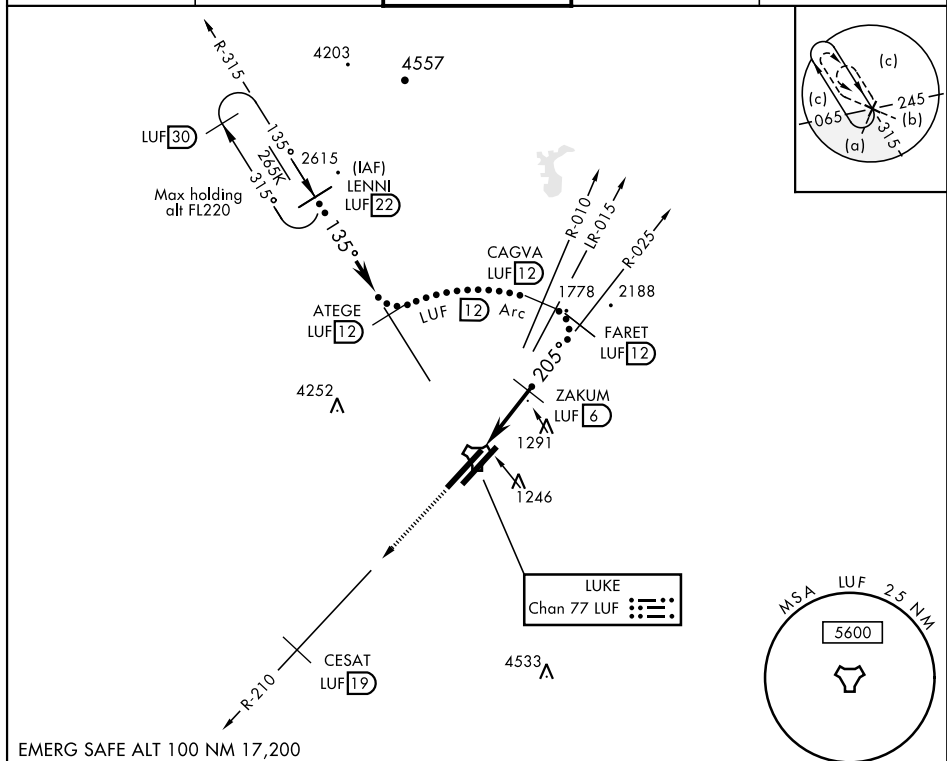 R-315
4203
4557
LUF 30
135°
265K
315°
2615
(IAF)
LENNI
LUF 22
Max holding
alt FL220
135°
(c)
(c)
245
065
(b)
(a)
315
R-010
LR-015
R-025
CAGVA
LUF 12
1778
2188
ATEGE
LUF 12
LUF 12 Arc
FARET
LUF 12
205°
4252
ZAKUM
LUF 6
1291
1246
LUKE
Chan 77 LUF
MSA LUF 25 NM
5600
CESAT
LUF 19
4533
R-210
EMERG SAFE ALT 100 NM 17,200